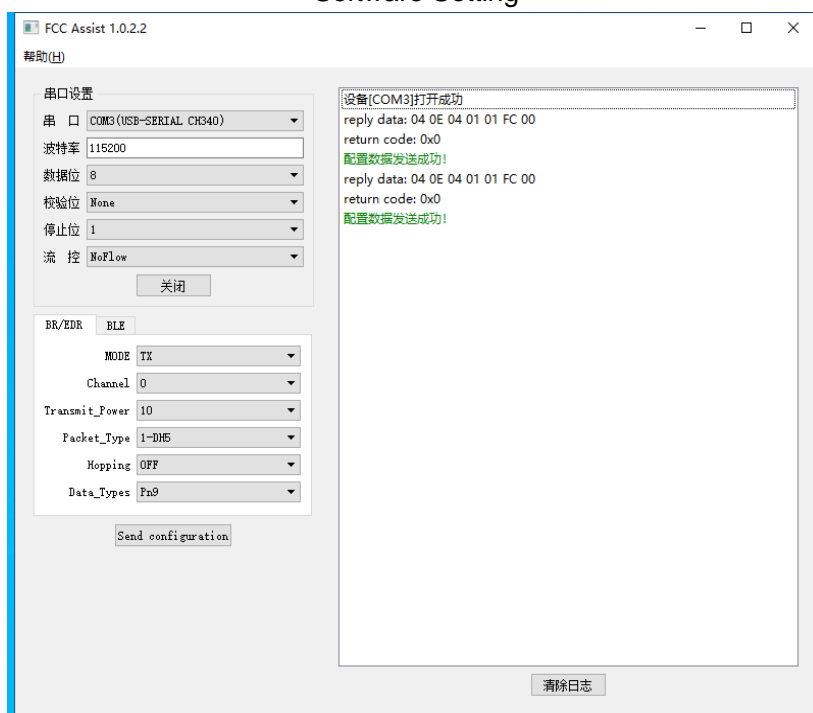 Software Setting
FCC Assist 1.0.2.2
帮助(H)
串口设置
串 口 COM3(USB-SERIAL CH340)
波特率 115200
数据位 8
校验位 None
停止位 1
流 控 NoFlow
关闭
BR/EDR BLE
MODE TX
Channel 0
Transmit_Power 10
Packet_Type 1-DH5
Hopping OFF
Data_Types Pn9
Send configuration
设备[COM3]打开成功
reply data: 04 0E 04 01 01 FC 00
return code: 0x0
配置数据发送成功!
reply data: 04 0E 04 01 01 FC 00
return code: 0x0
配置数据发送成功!
清除日志